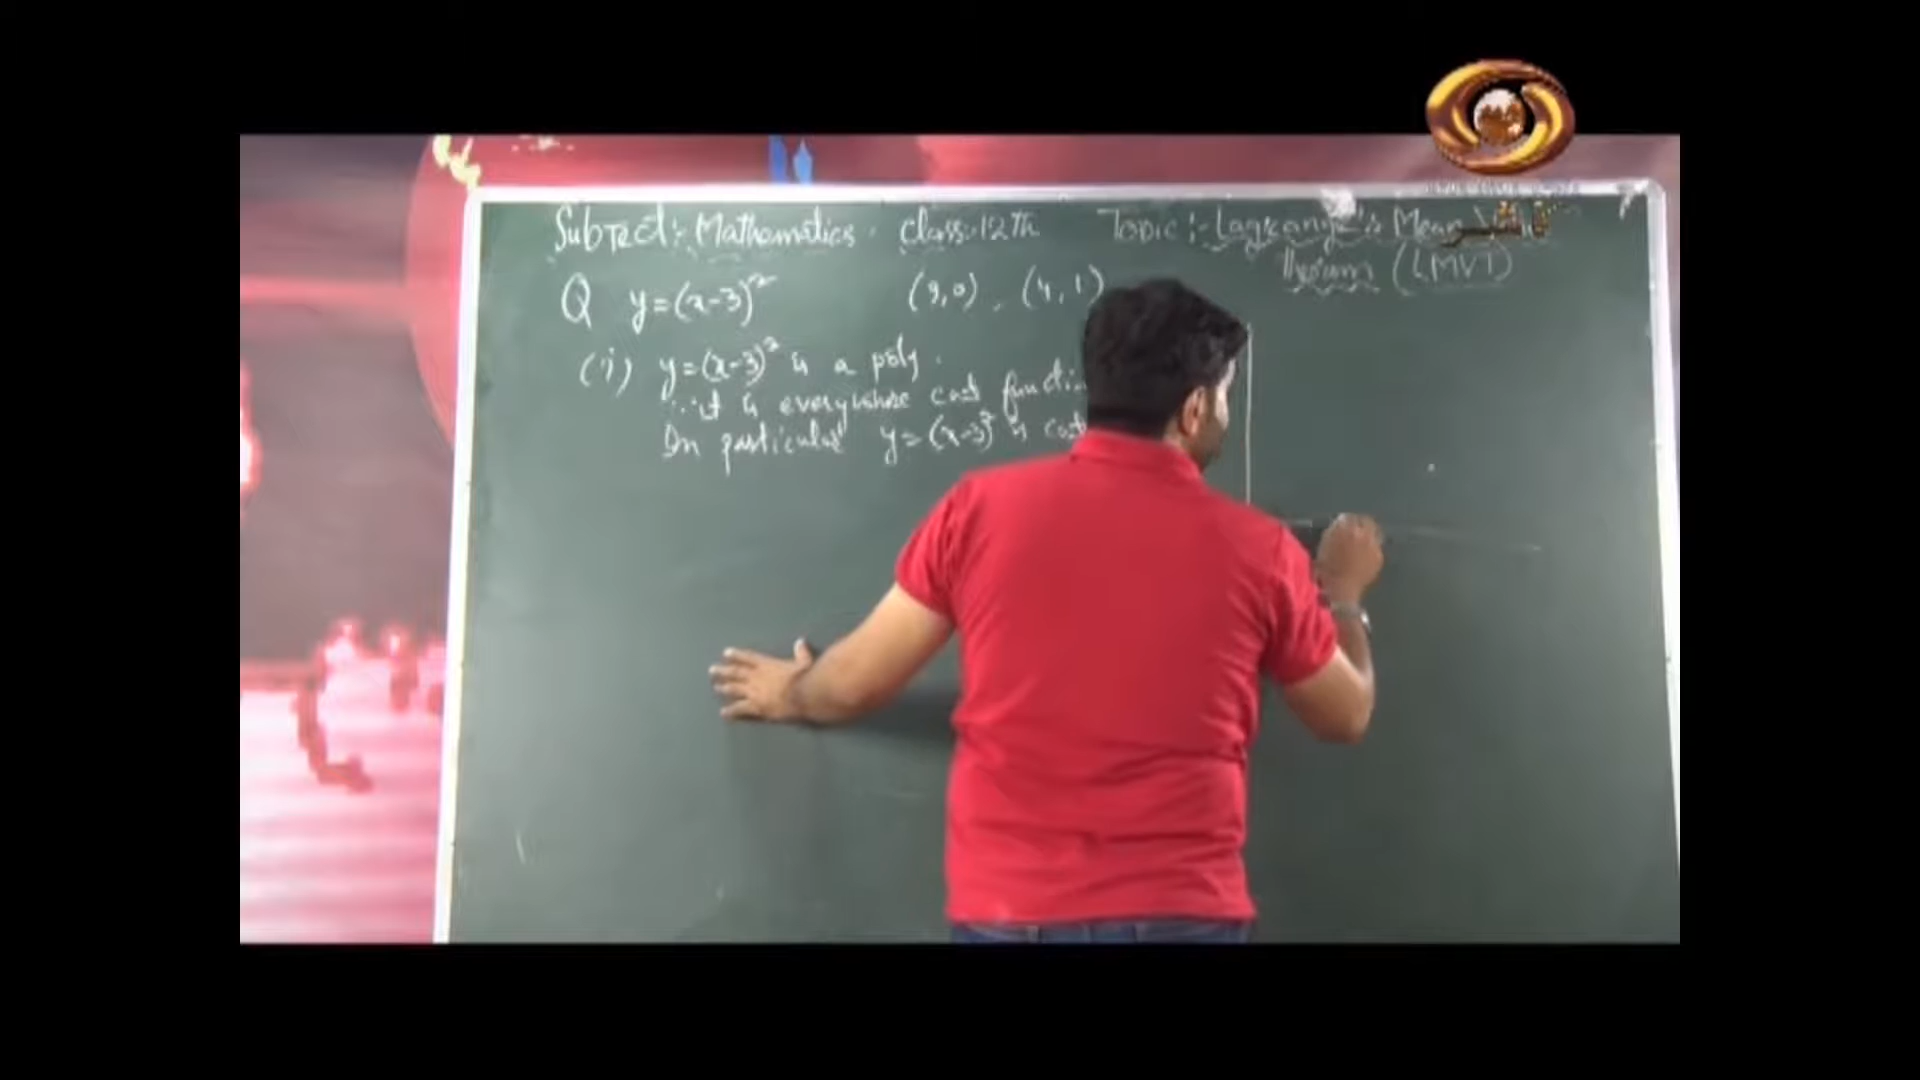 Subject :- Mathematics. Class:-12th Topic :- Lagrange's Mean
Theorem (LMVT)
Q y=(x-3)² (3,0), (4,1)
(i) y=(x-3)² is a poly.
∴ it is everywhere cont function
In particular y=(x-3)² is cont